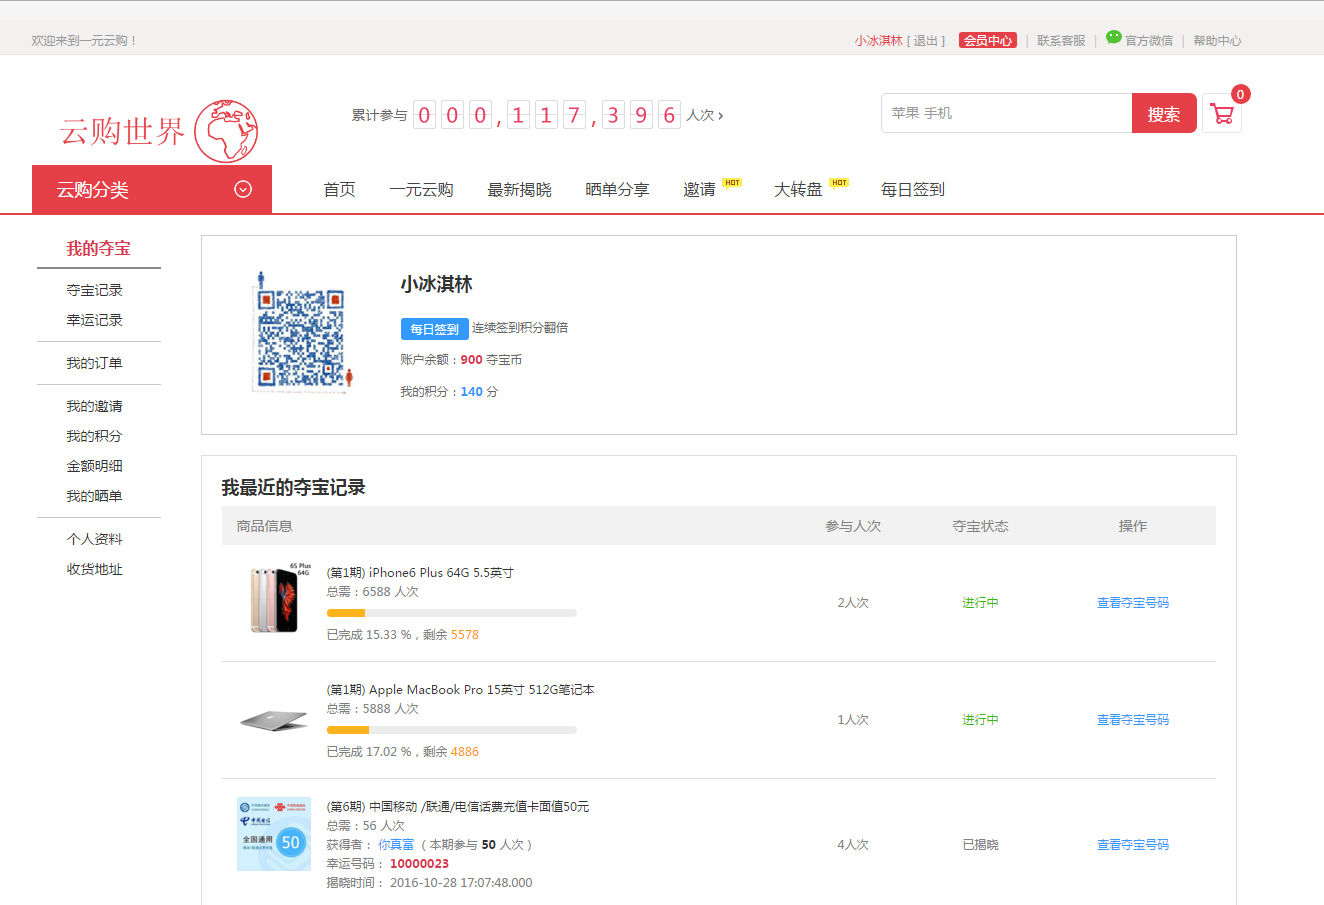 欢迎来到一元云购！
小冰淇林 [ 退出 ] 会员中心 | 联系客服 | 官方微信 | 帮助中心
云购世界
累计参与 000,117,396 人次 ›
苹果 手机 搜索 0
云购分类
首页 一元云购 最新揭晓 晒单分享 邀请 HOT 大转盘 HOT 每日签到
我的夺宝
夺宝记录
幸运记录
我的订单
我的邀请
我的积分
金额明细
我的晒单
个人资料
收货地址
小冰淇林
每日签到 连续签到积分翻倍
账户余额：900 夺宝币
我的积分：140 分
我最近的夺宝记录
商品信息 参与人次 夺宝状态 操作
6S Plus
64G
(第1期) iPhone6 Plus 64G 5.5英寸
总需：6588 人次
已完成 15.33 %，剩余 5578
2人次 进行中 查看夺宝号码
(第1期) Apple MacBook Pro 15英寸 512G笔记本
总需：5888 人次
已完成 17.02 %，剩余 4886
1人次 进行中 查看夺宝号码
中国电信
全国通用 50
(第6期) 中国移动 /联通/电信话费充值卡面值50元
总需：56 人次
获得者： 你真富 （ 本期参与 50 人次 ）
幸运号码： 10000023
揭晓时间： 2016-10-28 17:07:48.000
4人次 已揭晓 查看夺宝号码